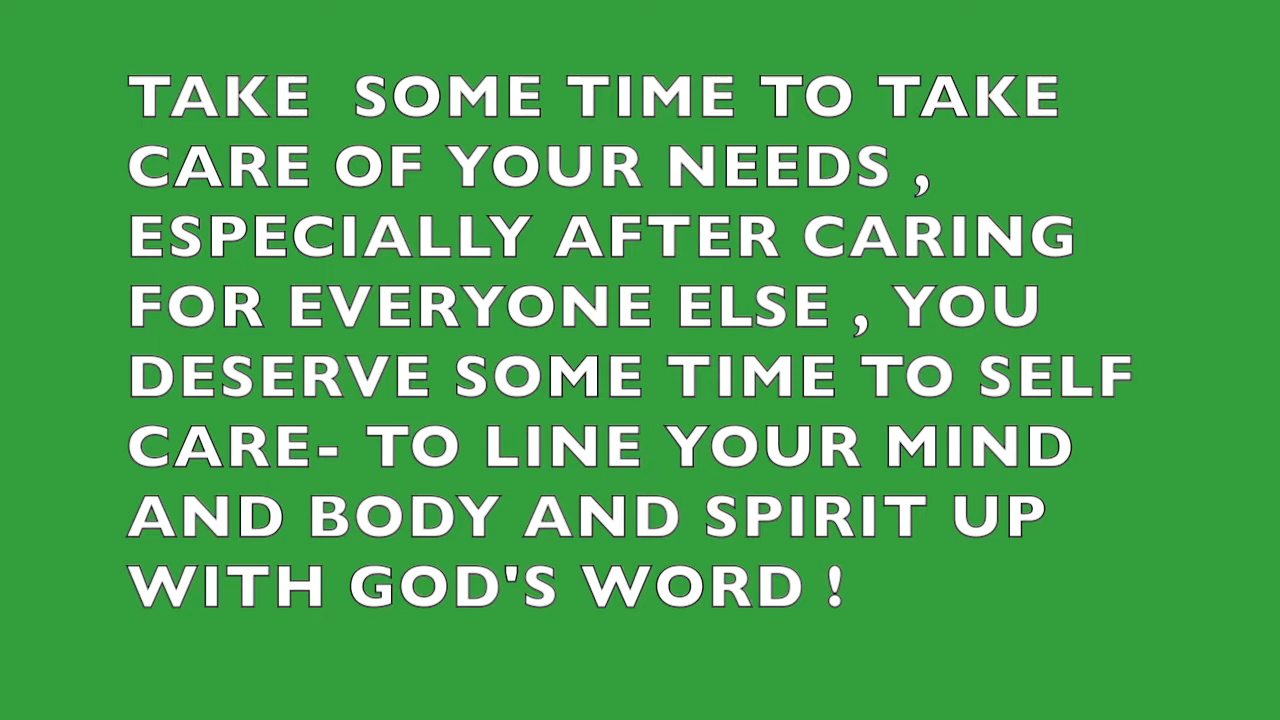 TAKE  SOME TIME TO TAKE
CARE OF YOUR NEEDS ,
ESPECIALLY AFTER CARING
FOR EVERYONE ELSE ,  YOU
DESERVE SOME TIME TO SELF
CARE- TO LINE YOUR MIND
AND BODY AND SPIRIT UP
WITH GOD'S WORD !